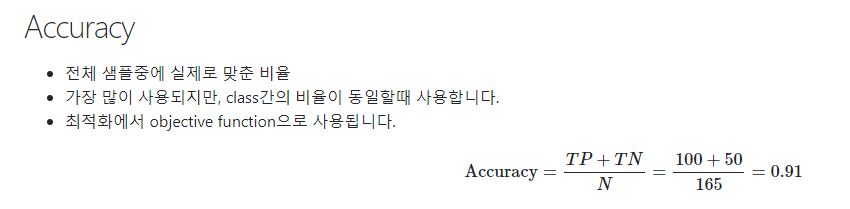 Accuracy
• 전체 샘플중에 실제로 맞춘 비율
• 가장 많이 사용되지만, class간의 비율이 동일할때 사용합니다.
• 최적화에서 objective function으로 사용됩니다.
Accuracy = \frac{TP + TN}{N} = \frac{100 + 50}{165} = 0.91